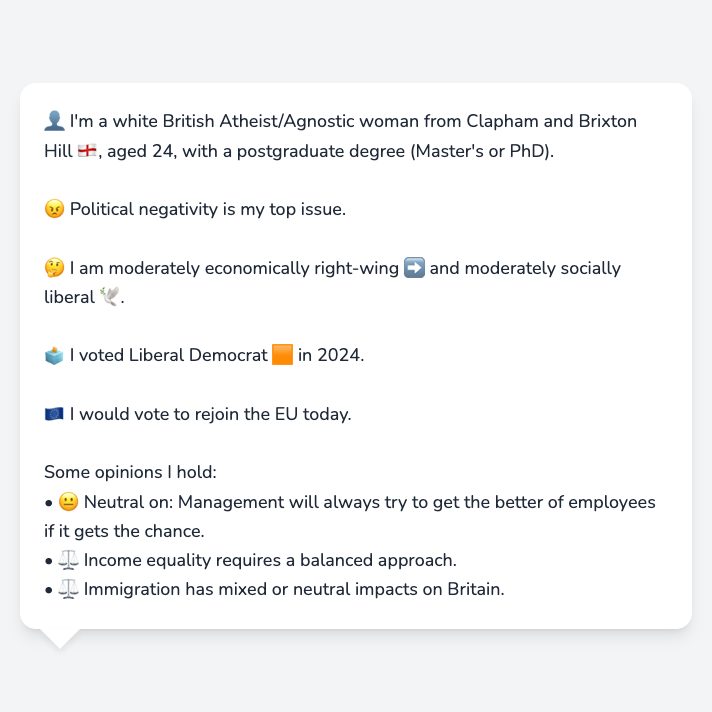 👤 I'm a white British Atheist/Agnostic woman from Clapham and Brixton
Hill 🏴󠁧󠁢󠁥󠁮󠁧󠁿, aged 24, with a postgraduate degree (Master's or PhD).
😠 Political negativity is my top issue.
🤔 I am moderately economically right-wing ➡️ and moderately socially
liberal 🕊️.
🗳️ I voted Liberal Democrat 🟧 in 2024.
🇪🇺 I would vote to rejoin the EU today.
Some opinions I hold:
• 😐 Neutral on: Management will always try to get the better of employees
if it gets the chance.
• ⚖️ Income equality requires a balanced approach.
• ⚖️ Immigration has mixed or neutral impacts on Britain.